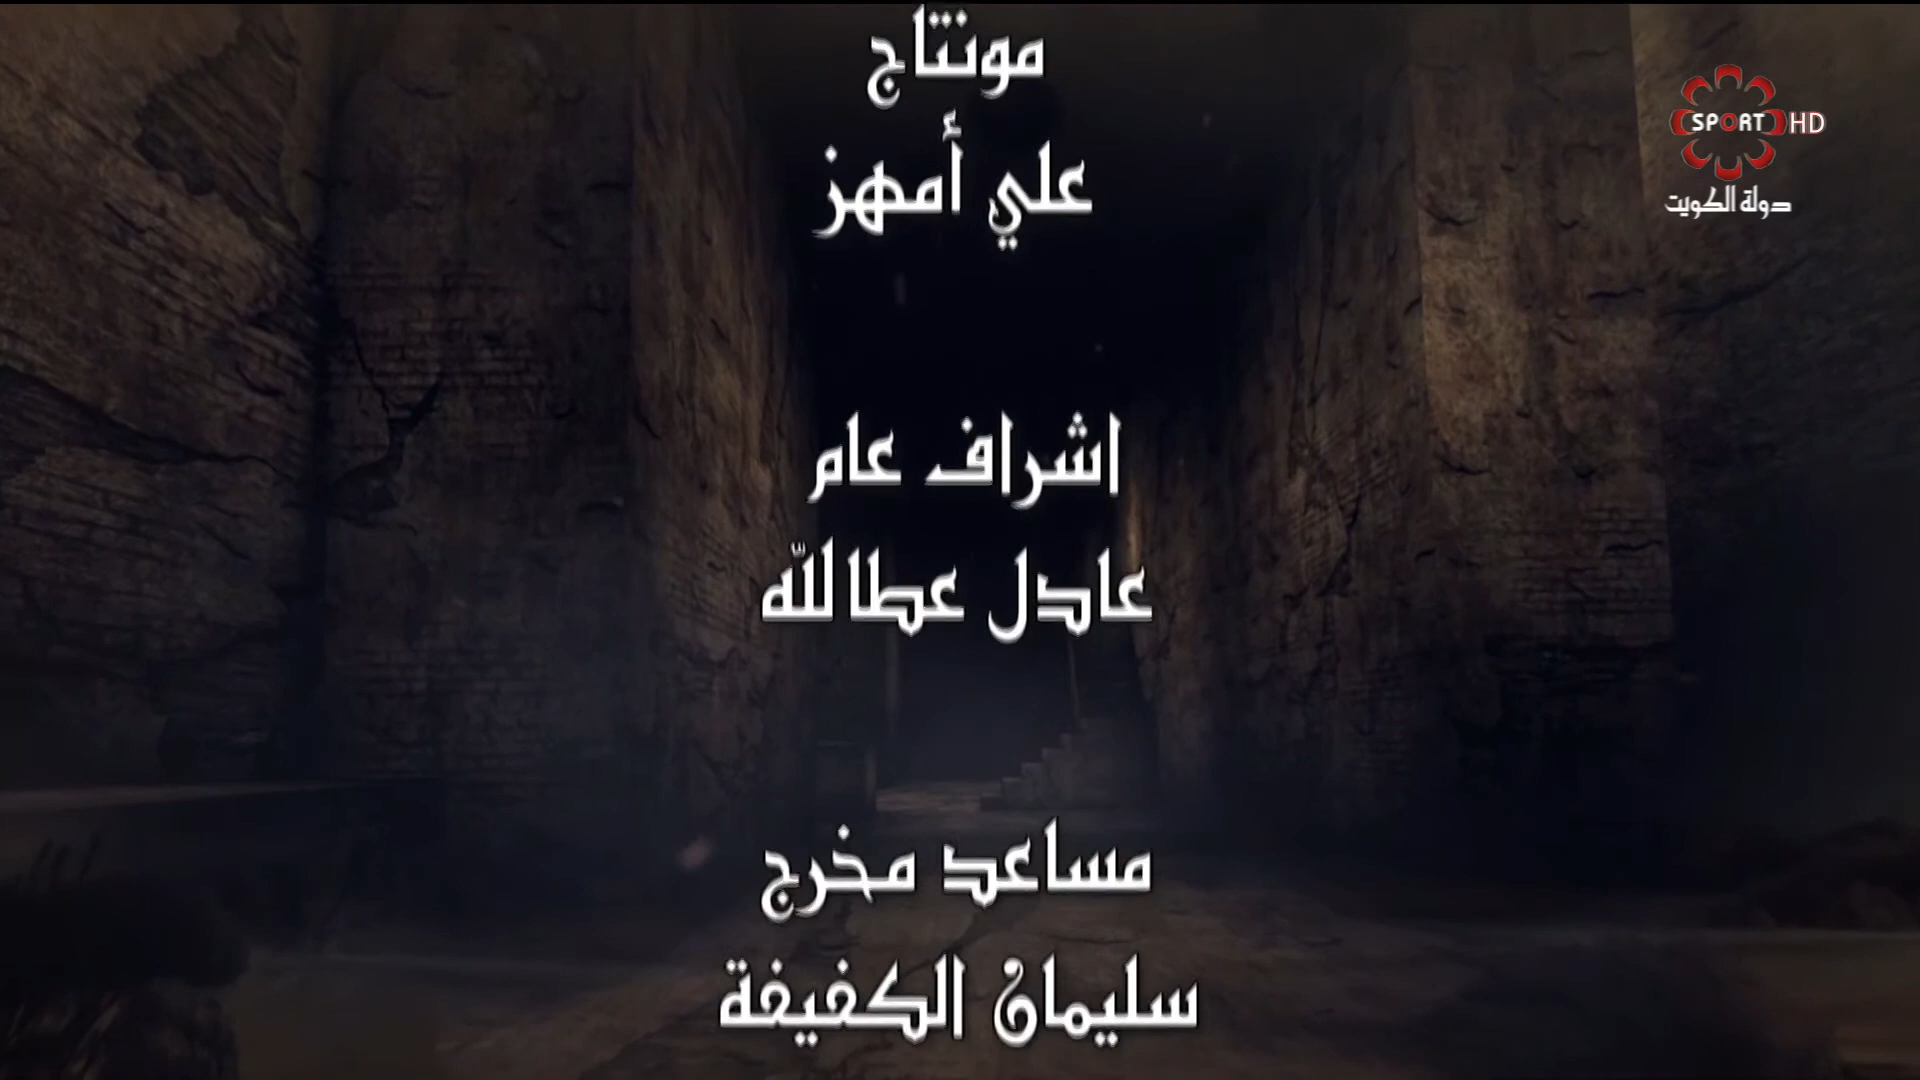 مونتاج
علي أمهز
SPORT HD
دولة الكويت
اشراف عام
عادل عطالله
مساعد مخرج
سليمان الكفيفة